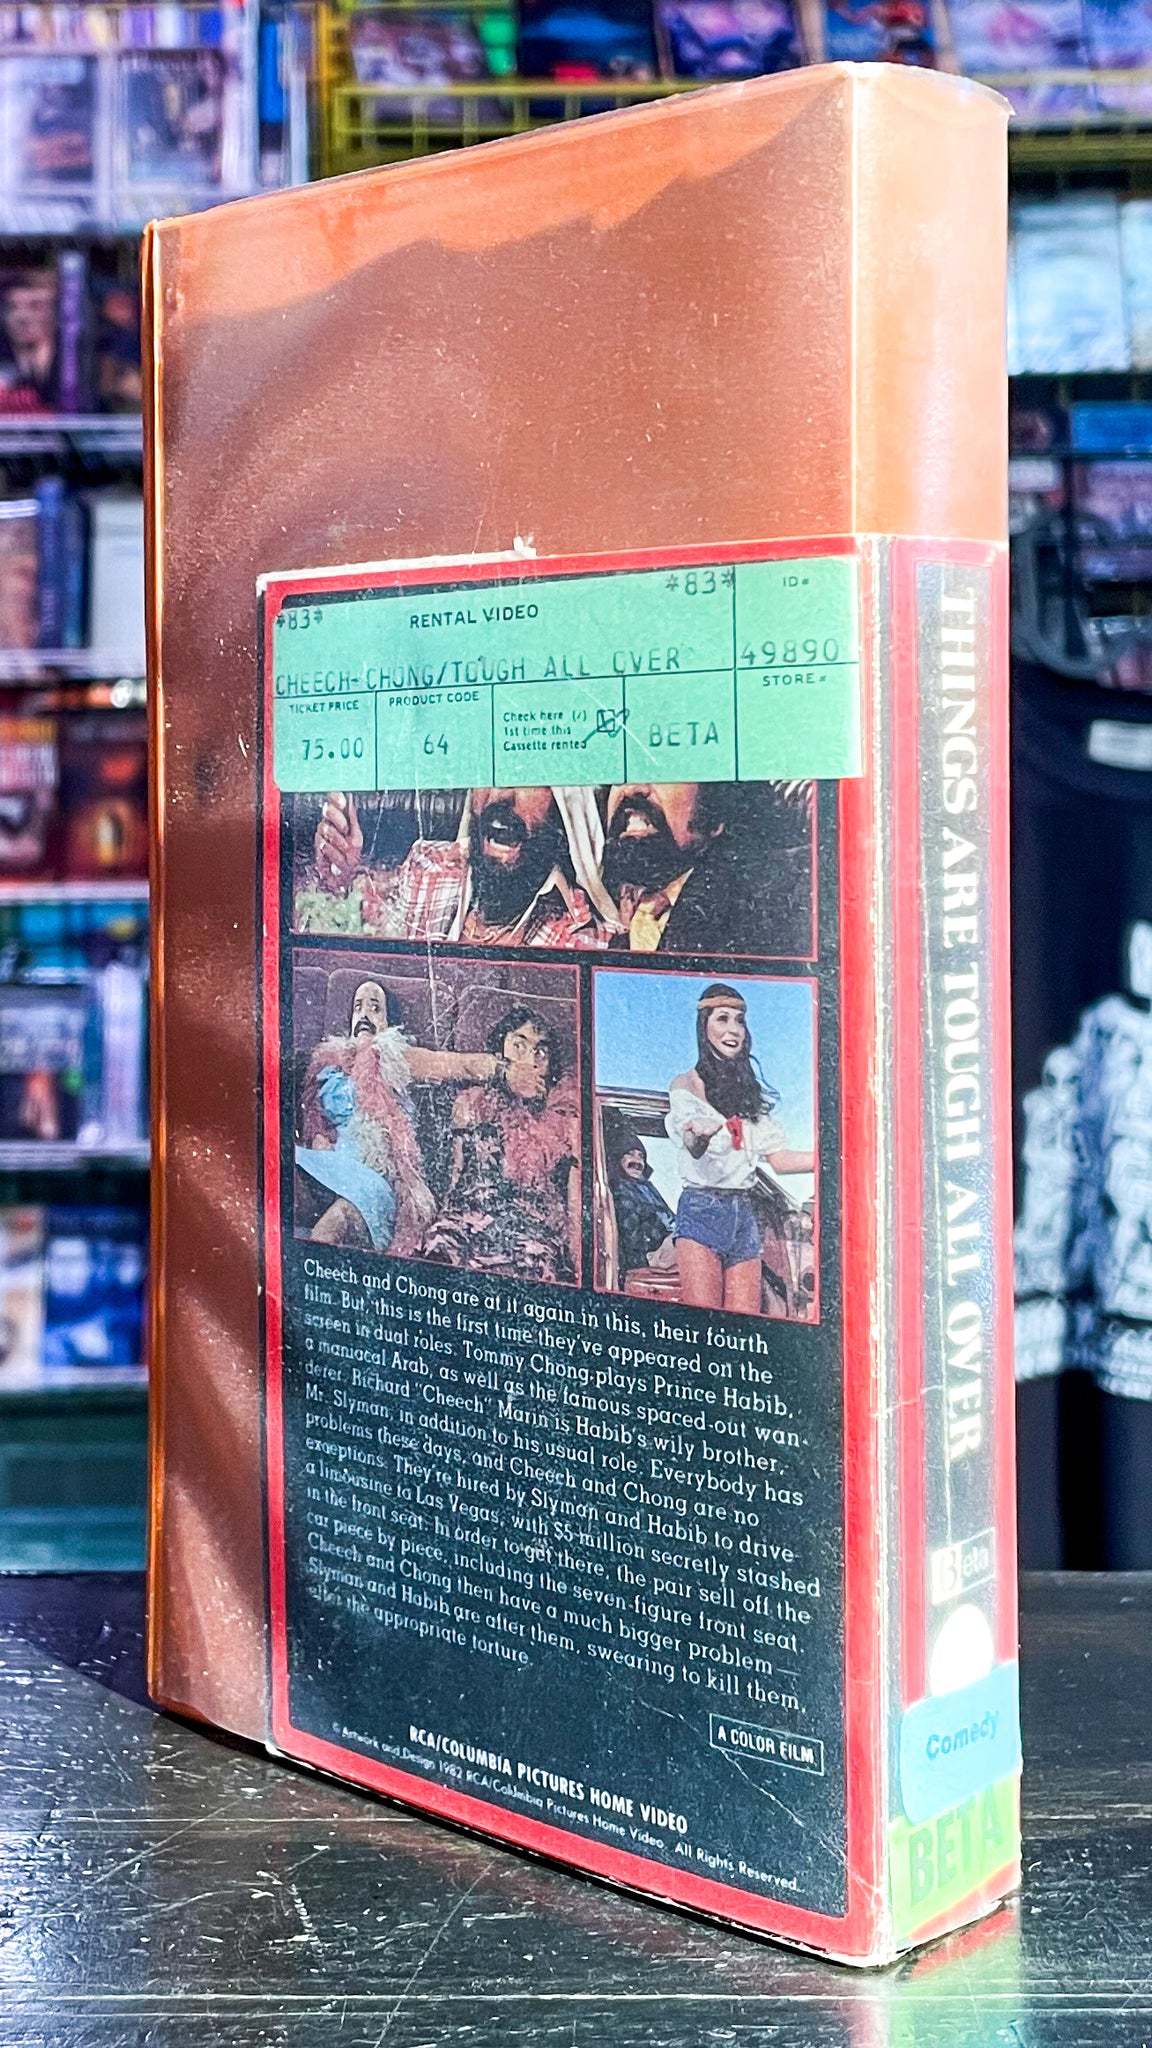 *83*
RENTAL VIDEO
*83*
ID#
CHEECH-CHONG/TOUGH ALL OVER
49890
TICKET PRICE
PRODUCT CODE
Check here (✓)
1st time this
Cassette rented
STORE#
75.00
64
BETA
Cheech and Chong are at it again in this, their fourth
film. But, this is the first time they've appeared on the
screen in dual roles. Tommy Chong plays Prince Habib,
a maniacal Arab, as well as the famous spaced-out wan-
derer. Richard "Cheech" Marin is Habib's wily brother,
Mr. Slyman, in addition to his usual role. Everybody has
problems these days, and Cheech and Chong are no
exceptions. They're hired by Slyman and Habib to drive
a limousine to Las Vegas, with $5-million secretly stashed
in the front seat. In order to get there, the pair sell off the
car piece by piece, including the seven-figure front seat.
Cheech and Chong then have a much bigger problem—
Slyman and Habib are after them, swearing to kill them,
after the appropriate torture.
A COLOR FILM
RCA/COLUMBIA PICTURES HOME VIDEO
© Artwork and Design 1982 RCA/Columbia Pictures Home Video. All Rights Reserved.
THINGS ARE TOUGH ALL OVER
Beta
Comedy
BETA